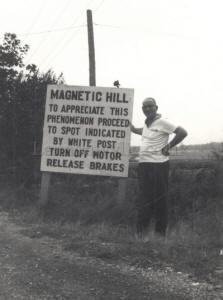 MAGNETIC HILL
TO APPRECIATE THIS
PHENOMENON PROCEED
TO SPOT INDICATED
BY WHITE POST
TURN OFF MOTOR
RELEASE BRAKES